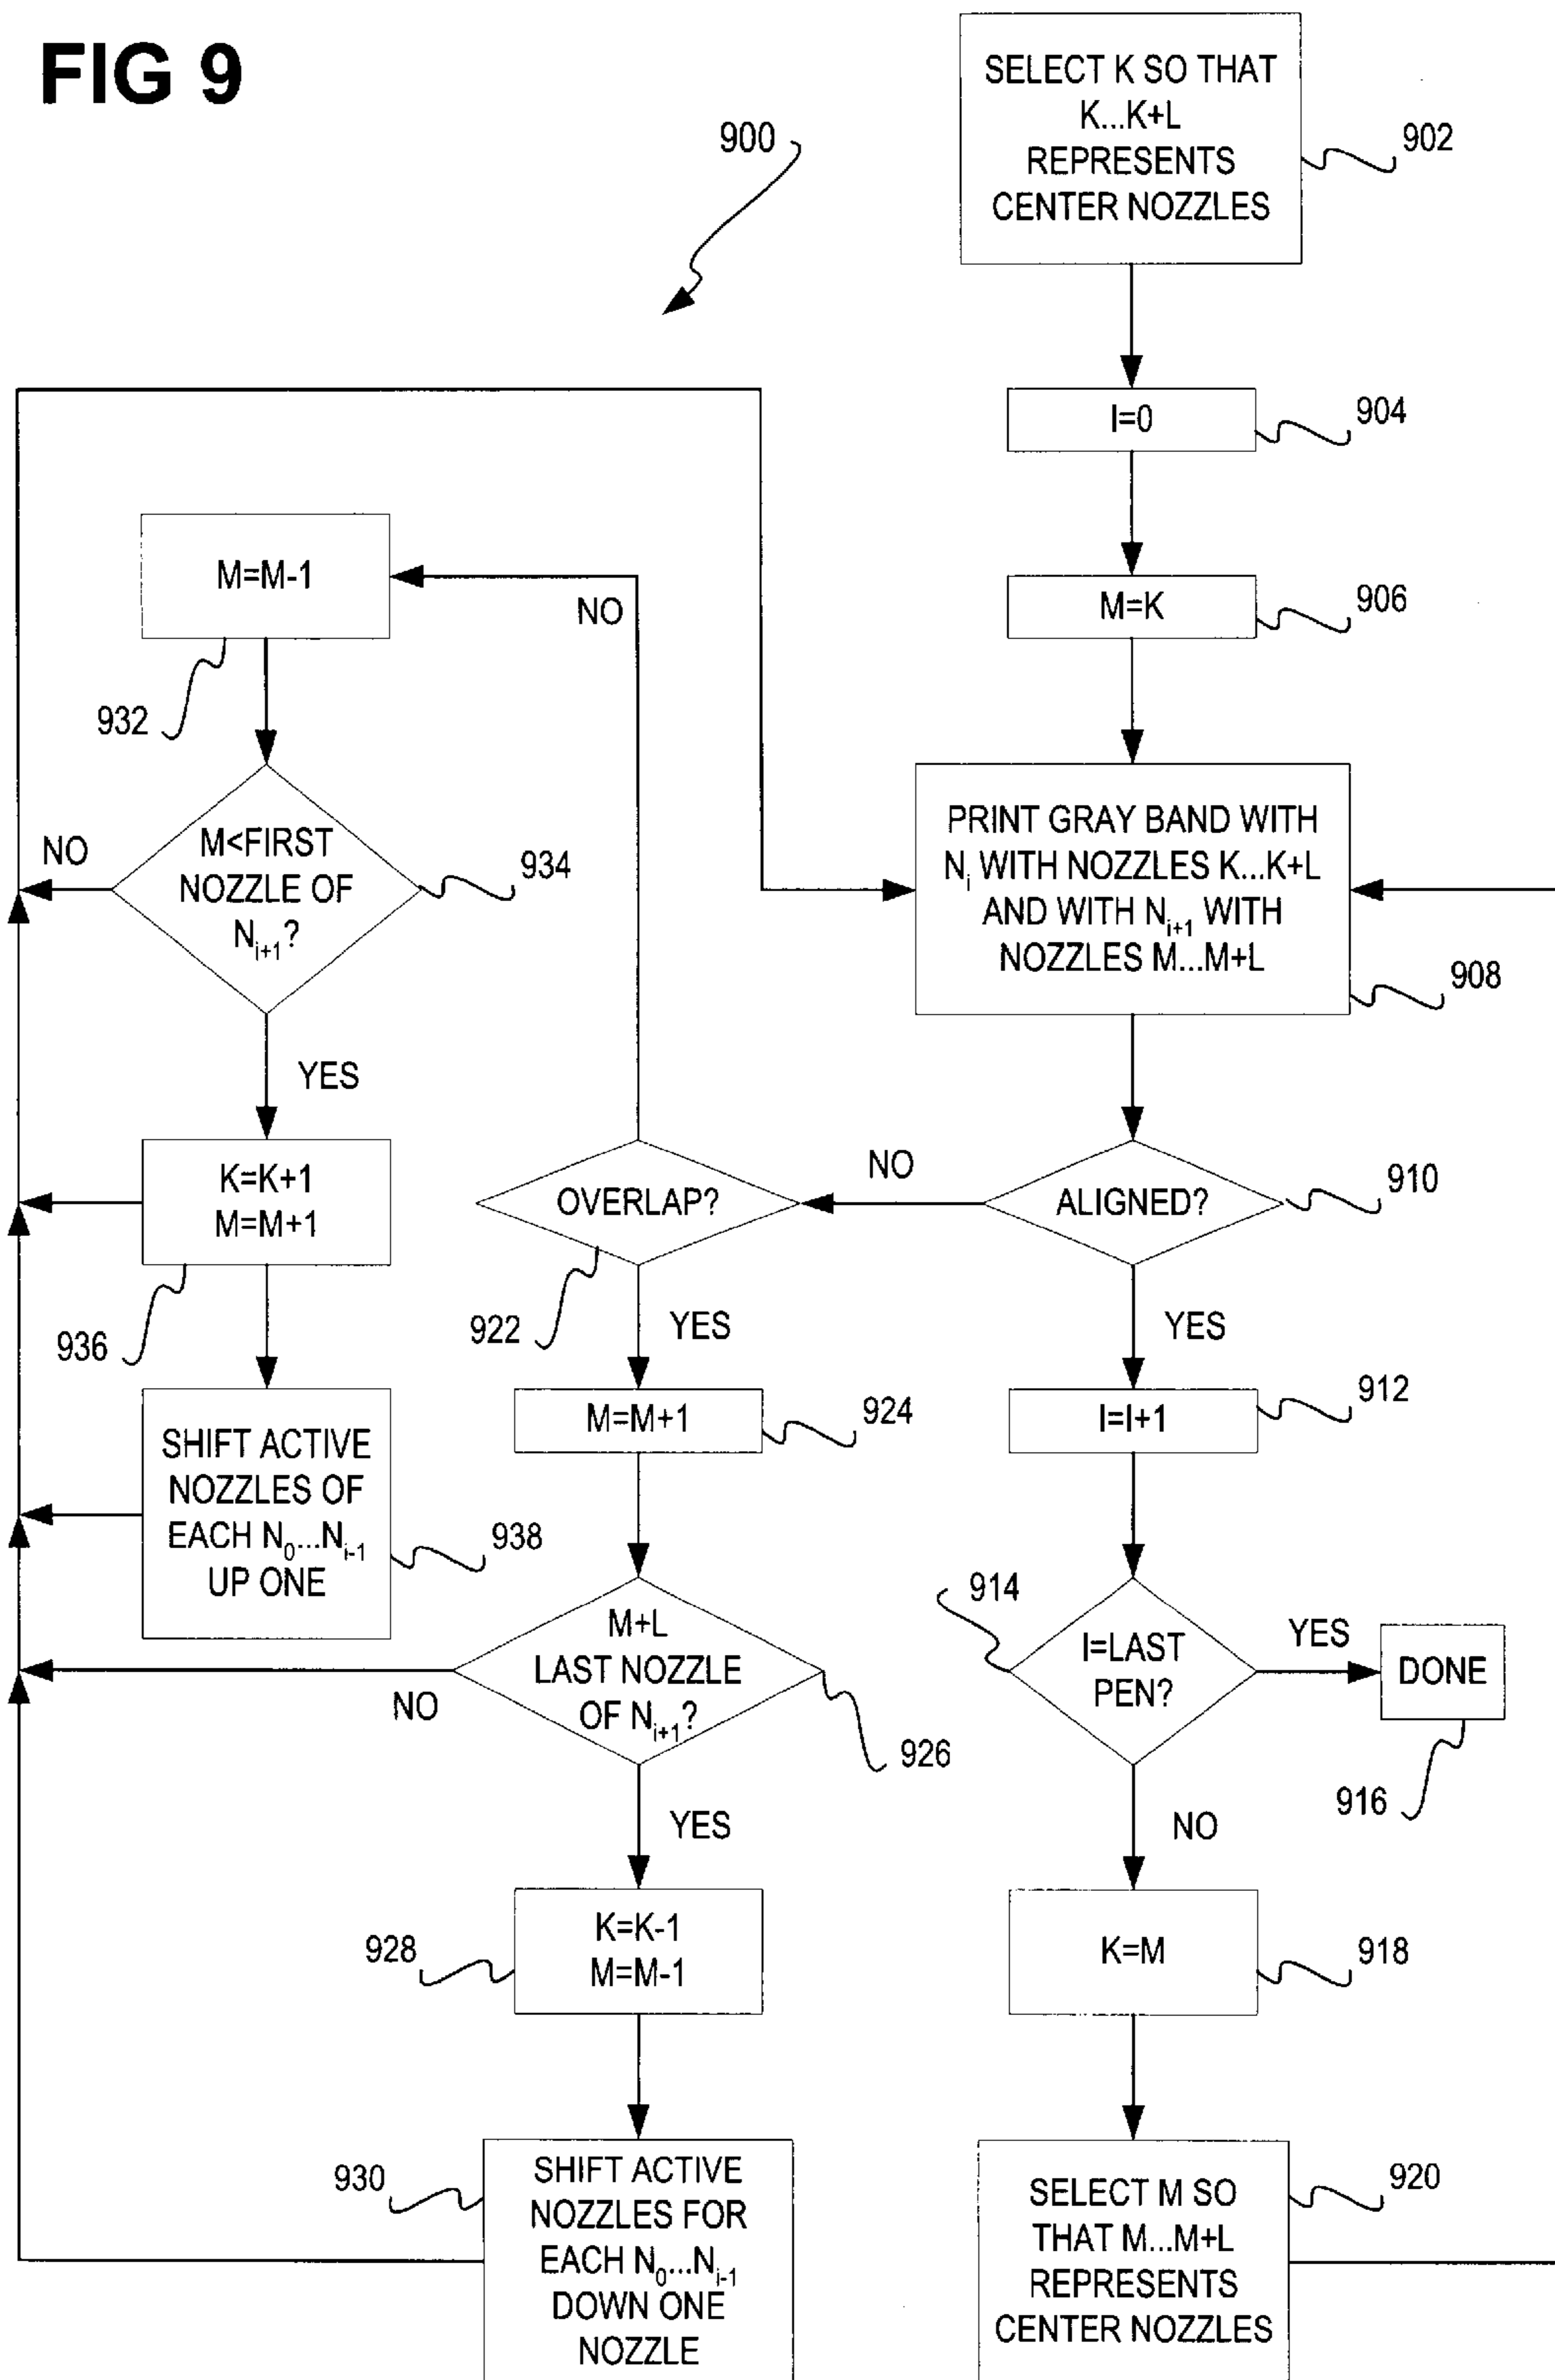 FIG 9
900
SELECT K SO THAT
K...K+L
REPRESENTS
CENTER NOZZLES
902
I=0
904
M=K
906
PRINT GRAY BAND WITH
Ni WITH NOZZLES K...K+L
AND WITH Ni+1 WITH
NOZZLES M...M+L
908
ALIGNED?
910
NO
YES
I=I+1
912
I=LAST
PEN?
914
YES
DONE
916
NO
K=M
918
SELECT M SO
THAT M...M+L
REPRESENTS
CENTER NOZZLES
920
OVERLAP?
922
NO
YES
M=M+1
924
M+L
LAST NOZZLE
OF Ni+1?
926
NO
YES
K=K-1
M=M-1
928
SHIFT ACTIVE
NOZZLES FOR
EACH N0...Ni-1
DOWN ONE
NOZZLE
930
M=M-1
932
M<FIRST
NOZZLE OF
Ni+1?
934
NO
YES
K=K+1
M=M+1
936
SHIFT ACTIVE
NOZZLES OF
EACH N0...Ni-1
UP ONE
938